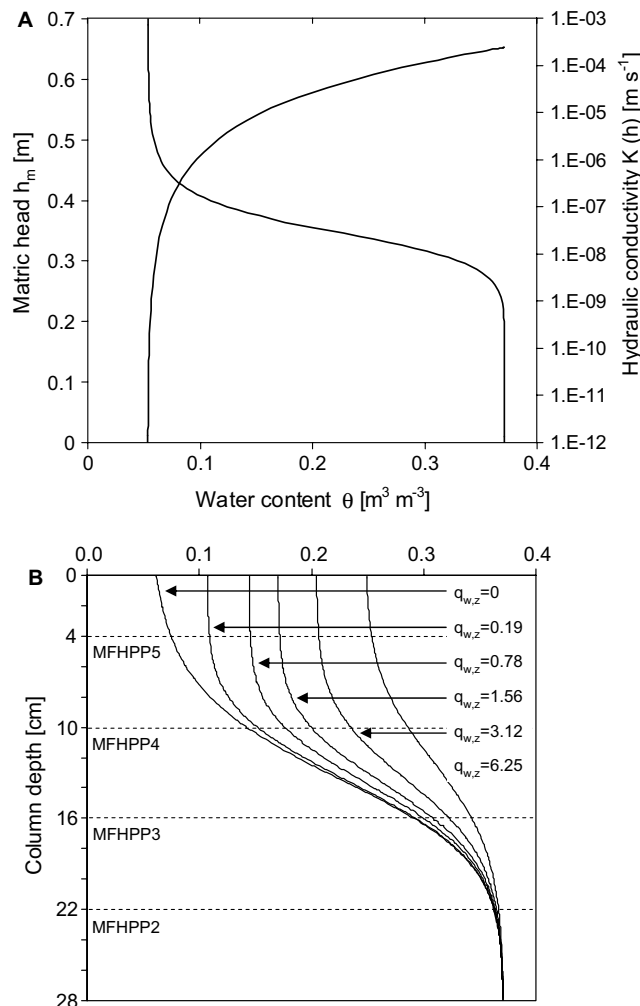 A
0.7
0.6
0.5
0.4
0.3
0.2
0.1
0
Matric head hₘ [m]
1.E-03
1.E-04
1.E-05
1.E-06
1.E-07
1.E-08
1.E-09
1.E-10
1.E-11
1.E-12
Hydraulic conductivity K (h) [m s⁻¹]
0 0.1 0.2 0.3 0.4
Water content θ [m³ m⁻³]
B
0.0 0.1 0.2 0.3 0.4
0
4
10
16
22
28
Column depth [cm]
q_w,z=0
q_w,z=0.19
q_w,z=0.78
q_w,z=1.56
q_w,z=3.12
q_w,z=6.25
MFHPP5
MFHPP4
MFHPP3
MFHPP2